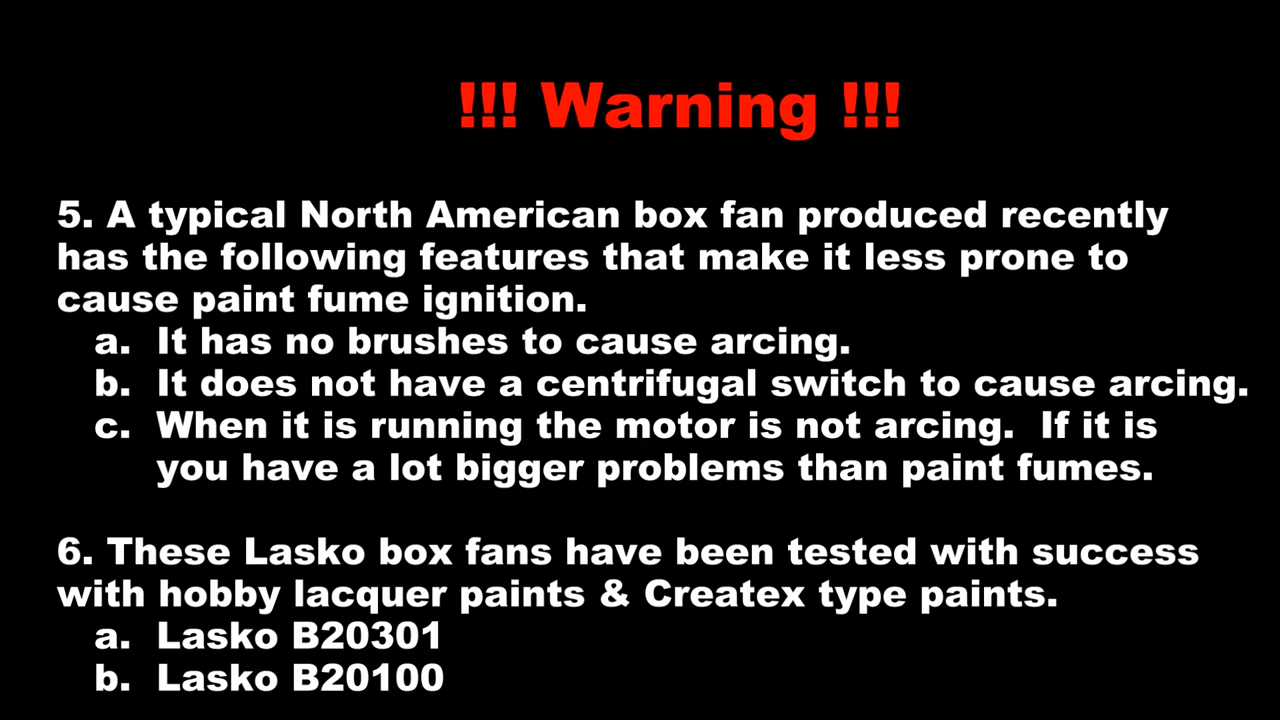 !!! Warning !!!
5. A typical North American box fan produced recently
has the following features that make it less prone to
cause paint fume ignition.
a. It has no brushes to cause arcing.
b. It does not have a centrifugal switch to cause arcing.
c. When it is running the motor is not arcing. If it is
you have a lot bigger problems than paint fumes.
6. These Lasko box fans have been tested with success
with hobby lacquer paints & Createx type paints.
a. Lasko B20301
b. Lasko B20100